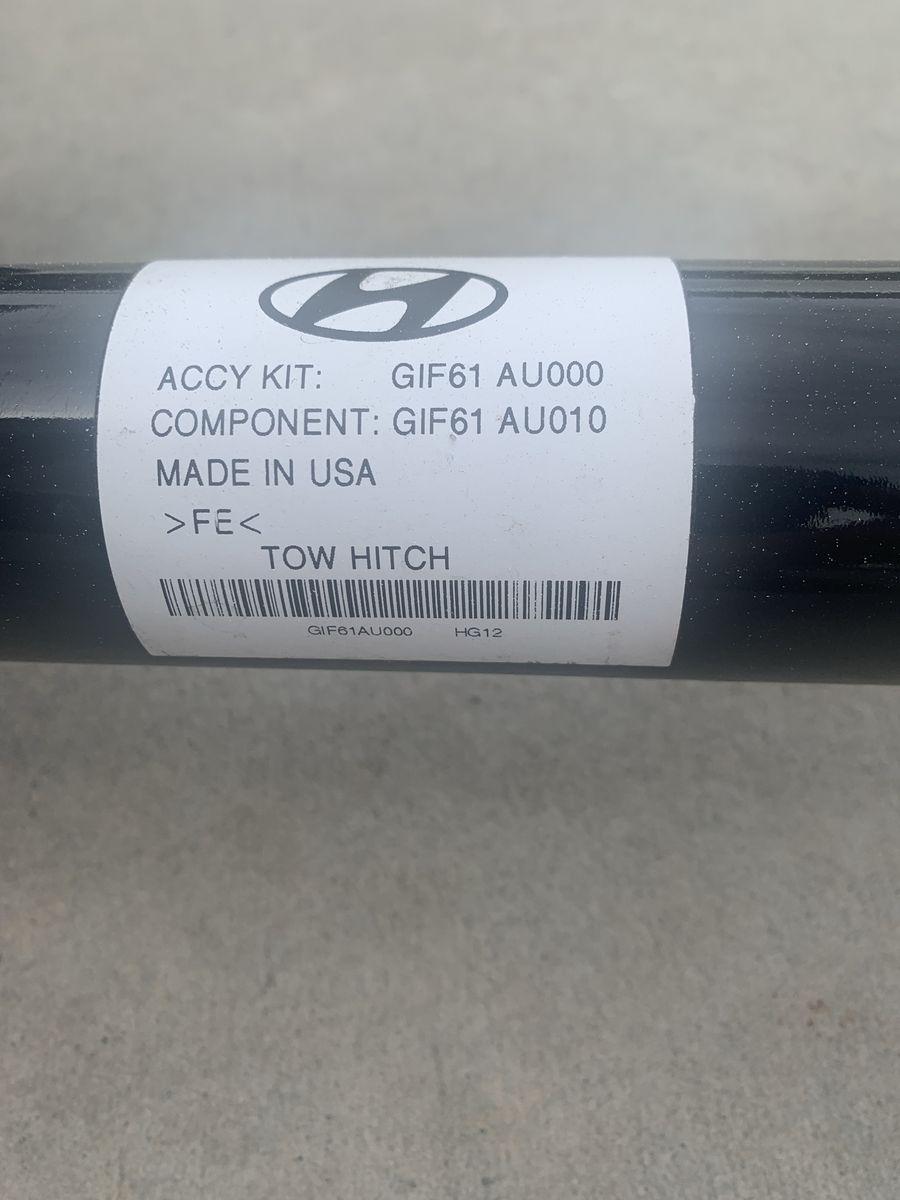 ACCY KIT: GIF61 AU000
COMPONENT: GIF61 AU010
MADE IN USA
>FE<
TOW HITCH
GIF61AU000 HG12